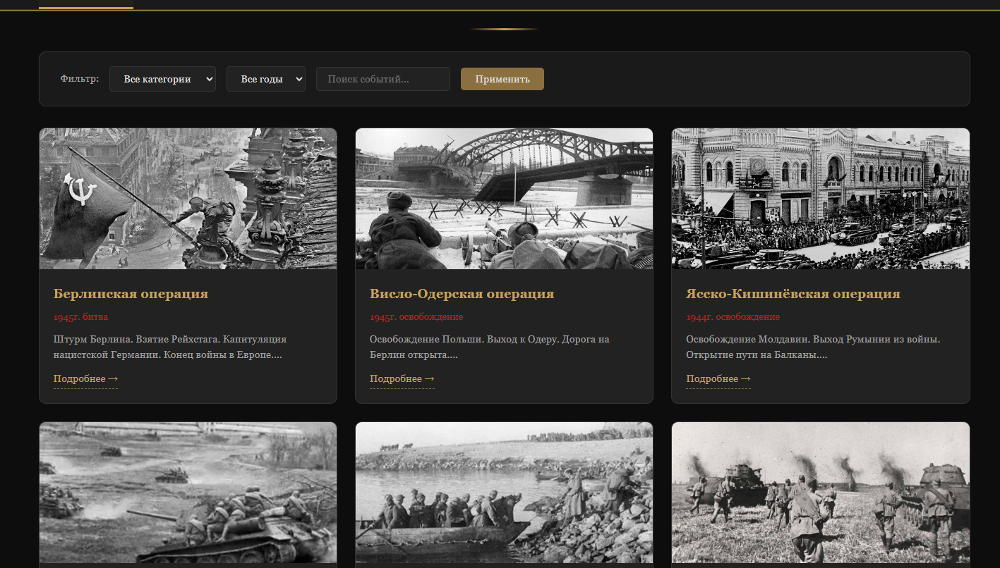 Фильтр: Все категории Все годы Поиск событий... Применить
Берлинская операция
1945г. битва
Штурм Берлина. Взятие Рейхстага. Капитуляция
нацистской Германии. Конец войны в Европе....
Подробнее →
Висло-Одерская операция
1945г. освобождение
Освобождение Польши. Выход к Одеру. Дорога на
Берлин открыта....
Подробнее →
Ясско-Кишинёвская операция
1944г. освобождение
Освобождение Молдавии. Выход Румынии из войны.
Открытие пути на Балканы....
Подробнее →